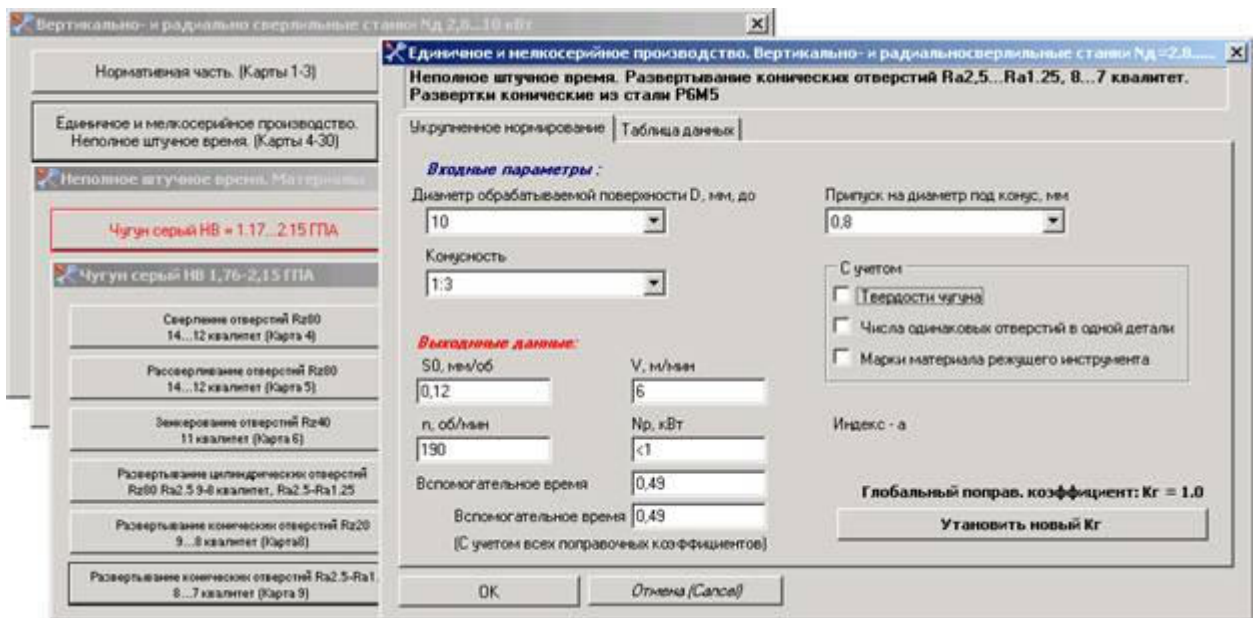 Вертикально- и радиально сверлильные станки Nд 2,8...10 кВт
Нормативная часть. (Карты 1-3)
Единичное и мелкосерийное производство.
Неполное штучное время. (Карты 4-30)
Неполное штучное время. Материалы
Чугун серый НВ = 1.17...2.15 ГПА
Чугун серый НВ 1,76-2,15 ГПА
Сверление отверстий Rz80
14...12 квалитет (Карта 4)
Рассверливание отверстий Rz80
14...12 квалитет (Карта 5)
Зенкерование отверстий Rz40
11 квалитет (Карта 6)
Развертывание цилиндрических отверстий
Rz80 Ra2.5 9-8 квалитет, Ra2.5-Ra1.25
Развертывание конических отверстий Rz20
9...8 квалитет (Карта8)
Развертывание конических отверстий Ra2.5-Ra1.
8...7 квалитет (Карта 9)
Единичное и мелкосерийное производство. Вертикально- и радиальносверлильные станки Nд=2,8......
Неполное штучное время. Развертывание конических отверстий Ra2,5...Ra1.25, 8...7 квалитет.
Развертки конические из стали Р6М5
Укрупненное нормирование Таблица данных
Входные параметры :
Диаметр обрабатываемой поверхности D, мм, до
10
Припуск на диаметр под конус, мм
0,8
Конусность
1:3
С учетом
Твердости чугуна
Числа одинаковых отверстий в одной детали
Марки материала режущего инструмента
Выходнные данные:
S0, мм/об V, м/мин
0,12 6
n, об/мин Np, кВт
190 <1
Индекс - а
Вспомогательное время 0,49
Вспомогательное время 0,49
(С учетом всех поправочных коэффициентов)
Глобальный поправ. коэффициент: Кг = 1.0
Утановить новый Кг
OK Отмена (Cancel)